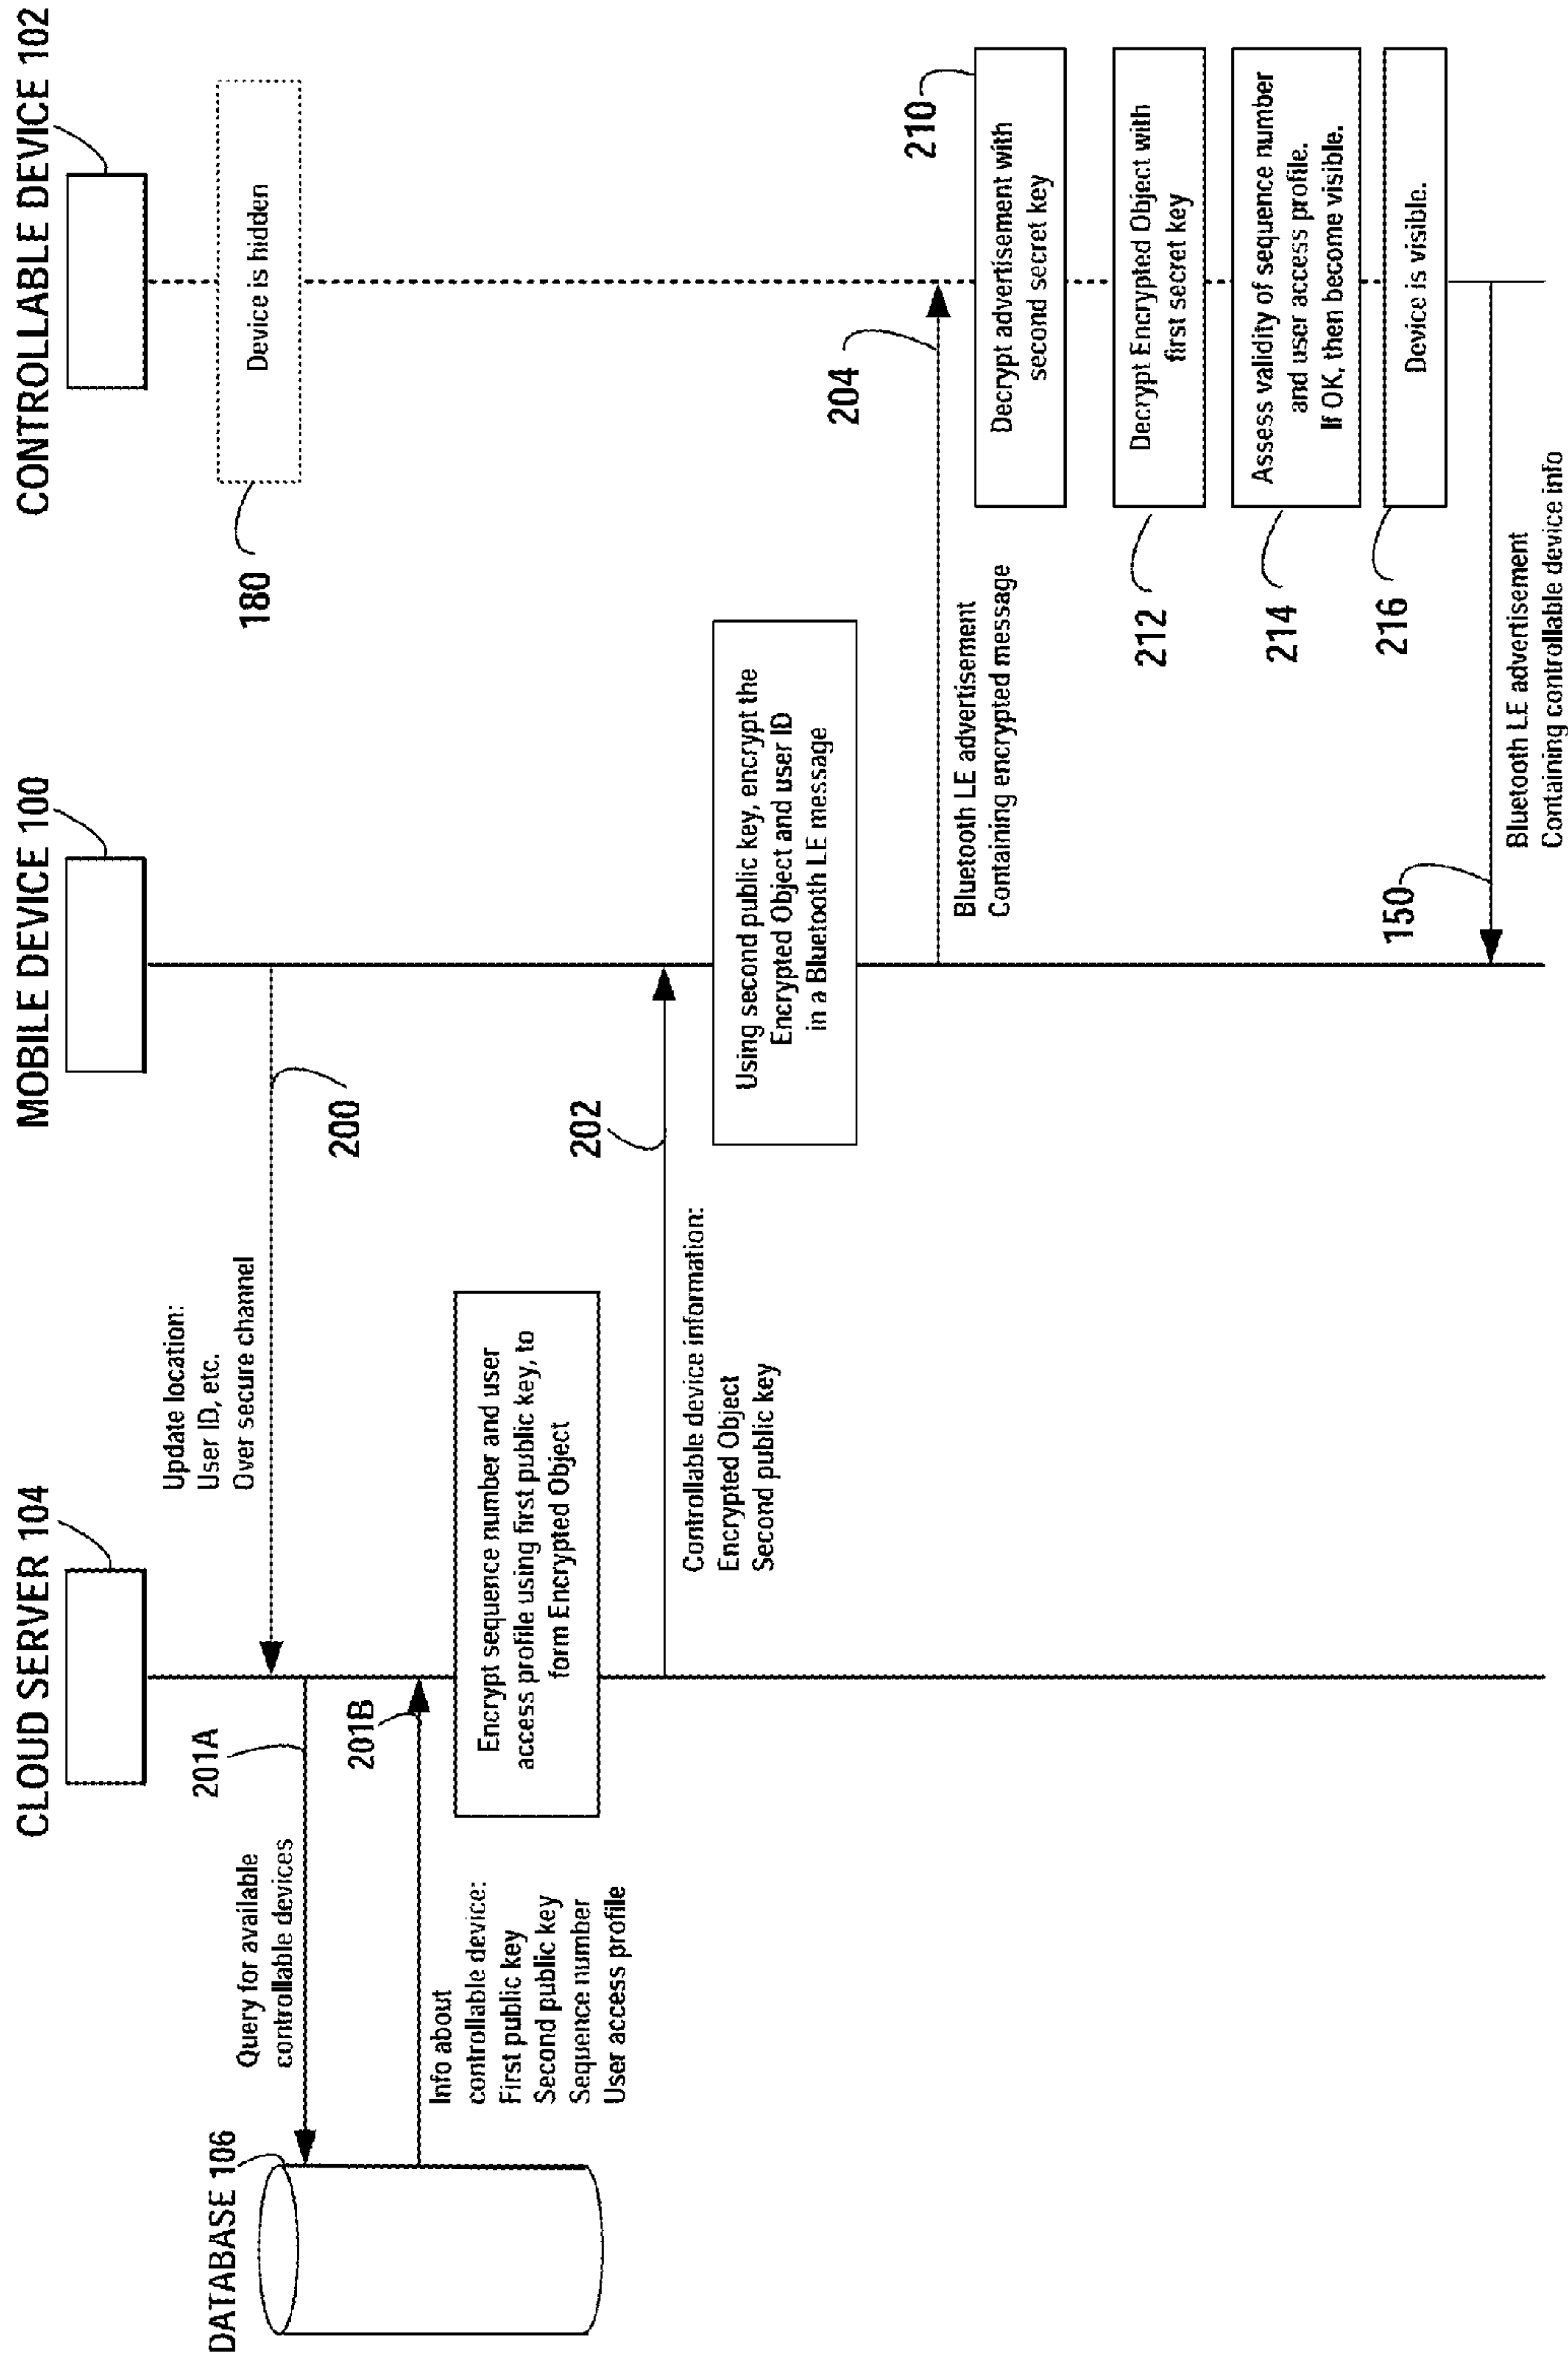 DATABASE 106
CLOUD SERVER 104
MOBILE DEVICE 100
CONTROLLABLE DEVICE 102
Device is hidden
180
Update location:
User ID, etc.
Over secure channel
200
201A
Query for available
controllable devices
201B
Info about
controllable device:
First public key
Second public key
Sequence number
User access profile
Encrypt sequence number and user
access profile using first public key, to
form Encrypted Object
202
Controllable device information:
Encrypted Object
Second public key
Using second public key, encrypt the
Encrypted Object and user ID
in a Bluetooth LE message
204
Bluetooth LE advertisement
Containing encrypted message
210
Decrypt advertisement with
second secret key
212
Decrypt Encrypted Object with
first secret key
214
Assess validity of sequence number
and user access profile.
If OK, then become visible.
216
Device is visible.
150
Bluetooth LE advertisement
Containing controllable device info